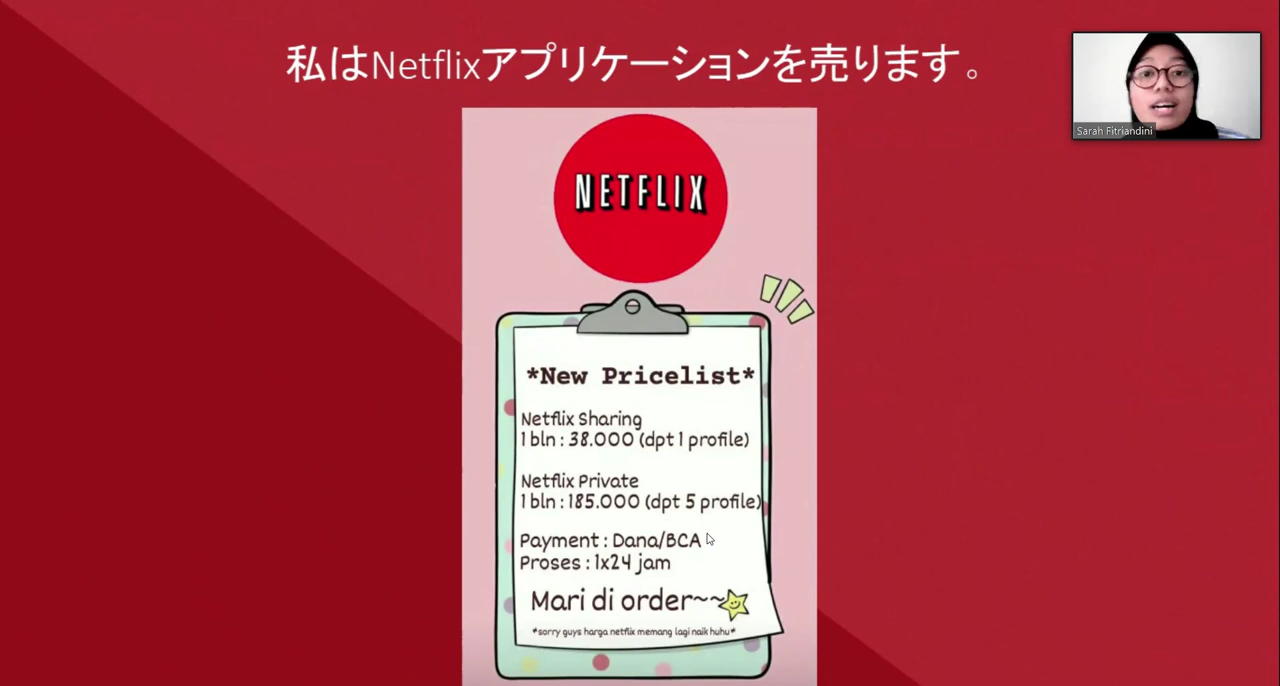 私はNetflixアプリケーションを売ります。
Sarah Fitriandini
NETFLIX
*New Pricelist*
Netflix Sharing
1 bln : 38.000 (dpt 1 profile)
Netflix Private
1 bln : 185.000 (dpt 5 profile)
Payment : Dana/BCA
Proses : 1x24 jam
Mari di order~~
*sorry guys harga netflix memang lagi naik huhu*